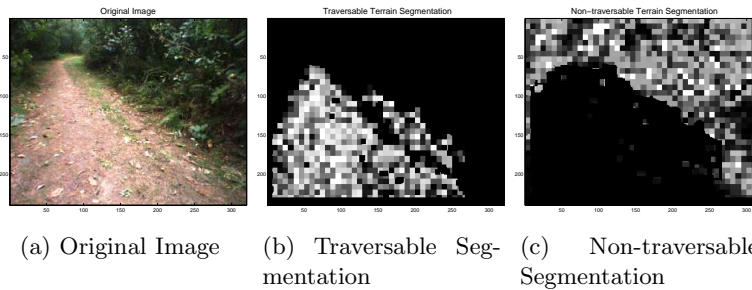 Original Image
Traversable Terrain Segmentation
Non-traversable Terrain Segmentation
50
100
150
200
50 100 150 200 250 300
50
100
150
200
50 100 150 200 250 300
50
100
150
200
50 100 150 200 250 300
(a) Original Image
(b) Traversable Seg-
mentation
(c) Non-traversable
Segmentation